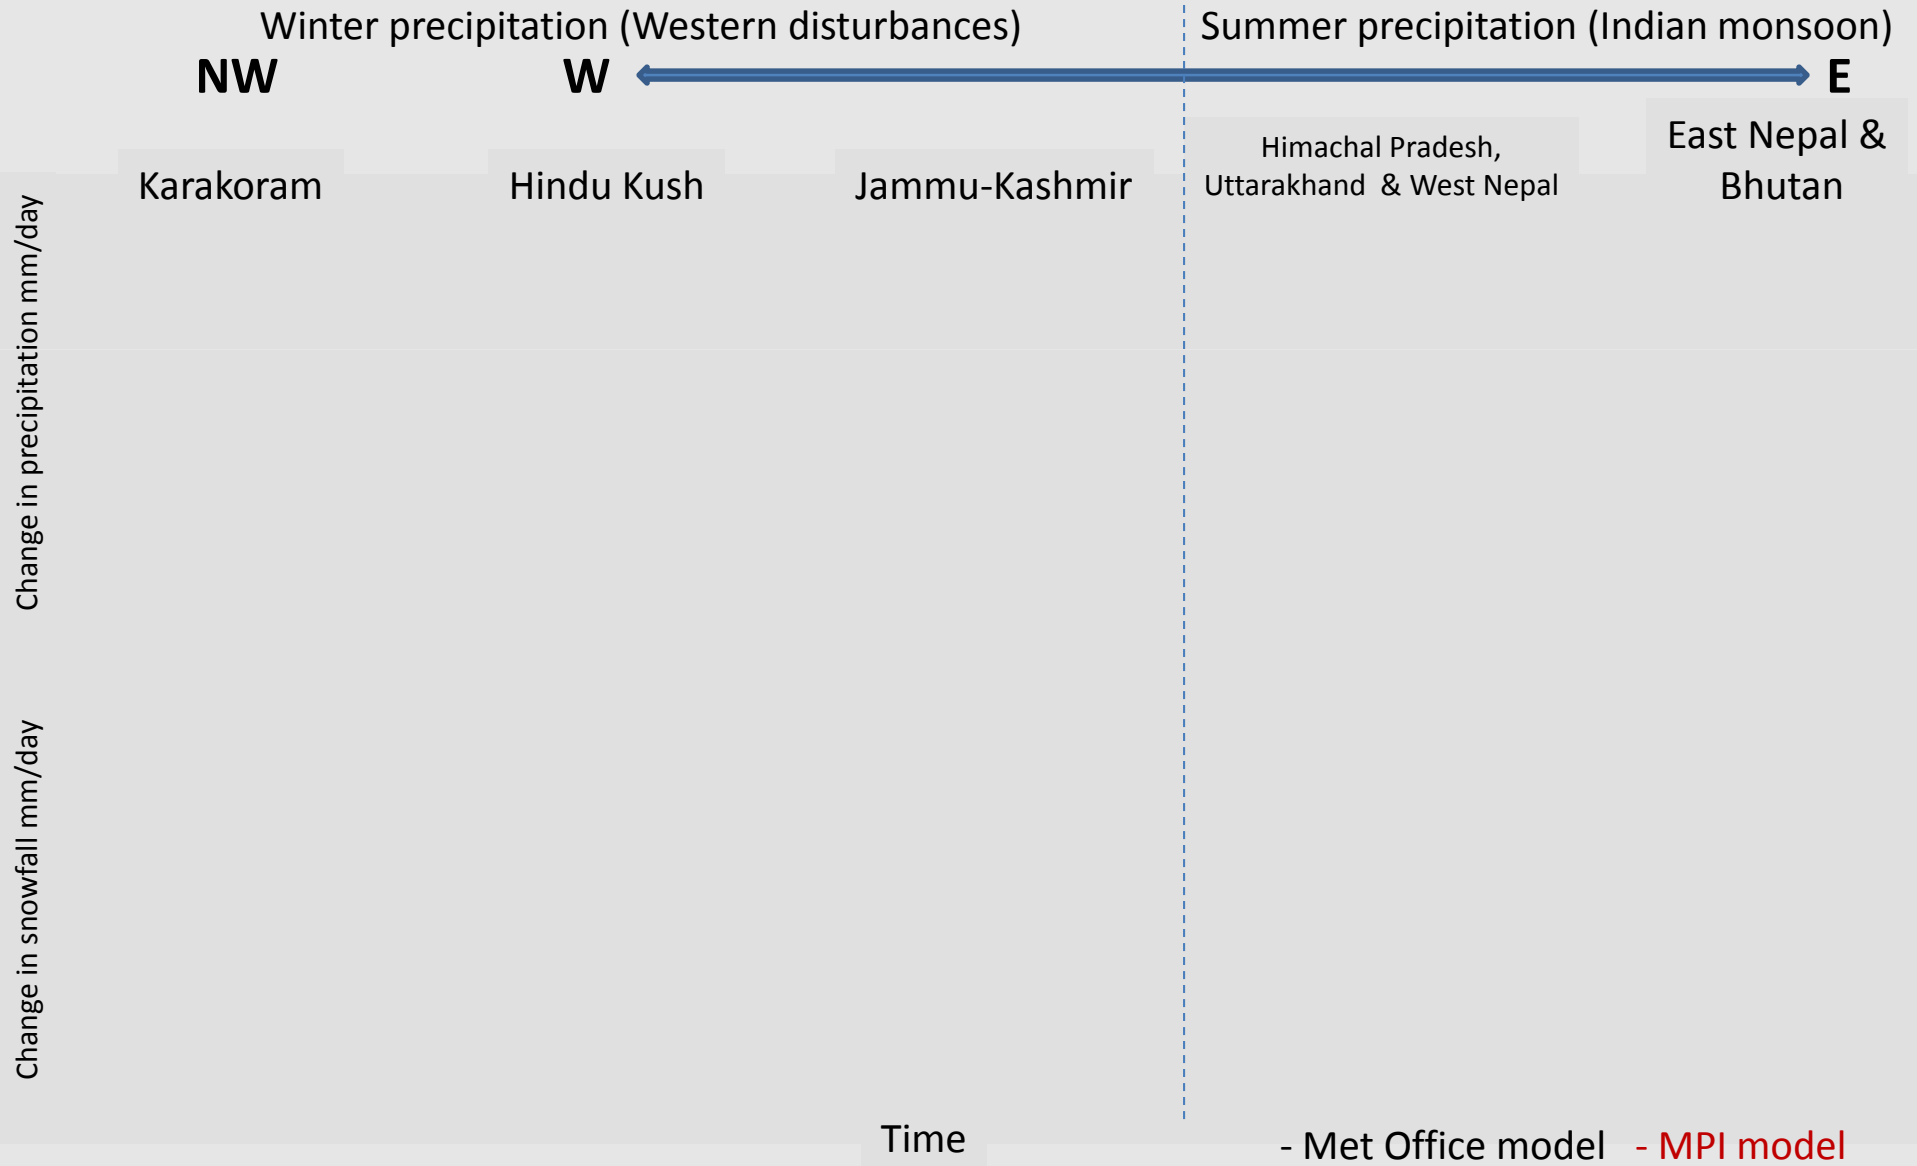 Winter precipitation (Western disturbances)
Summer precipitation (Indian monsoon)
NW
W
E
Karakoram
Hindu Kush
Jammu-Kashmir
Himachal Pradesh,
Uttarakhand & West Nepal
East Nepal &
Bhutan
Change in precipitation mm/day
Change in snowfall mm/day
Time
- Met Office model - MPI model